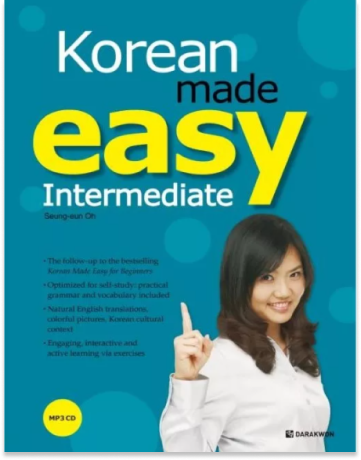 Korean
made
easy
Intermediate
Seung-eun Oh
· The follow-up to the bestselling
Korean Made Easy for Beginners
· Optimized for self-study: practical
grammar and vocabulary included
· Natural English translations,
colorful pictures, Korean cultural
context
· Engaging, interactive and
active learning via exercises
MP3 CD
DARAKWON